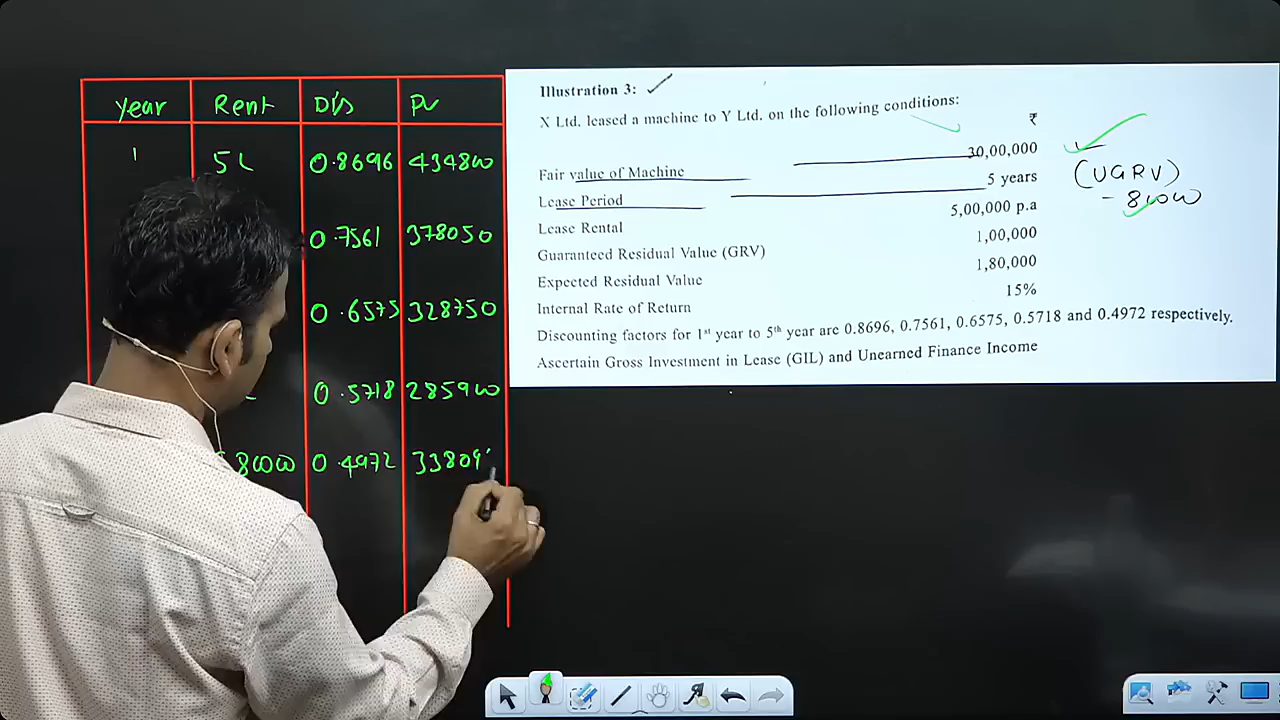 Year Rent Dis PV
1 5L 0.8696 434800
0.7561 378050
0.6575 328750
0.5718 285900
80000 0.4972 33809
Illustration 3:
X Ltd. leased a machine to Y Ltd. on the following conditions:
₹
Fair value of Machine 30,00,000
Lease Period 5 years
Lease Rental 5,00,000 p.a
Guaranteed Residual Value (GRV) 1,00,000
Expected Residual Value 1,80,000
Internal Rate of Return 15%
Discounting factors for 1st year to 5th year are 0.8696, 0.7561, 0.6575, 0.5718 and 0.4972 respectively.
Ascertain Gross Investment in Lease (GIL) and Unearned Finance Income
(UGRV)
- 80000